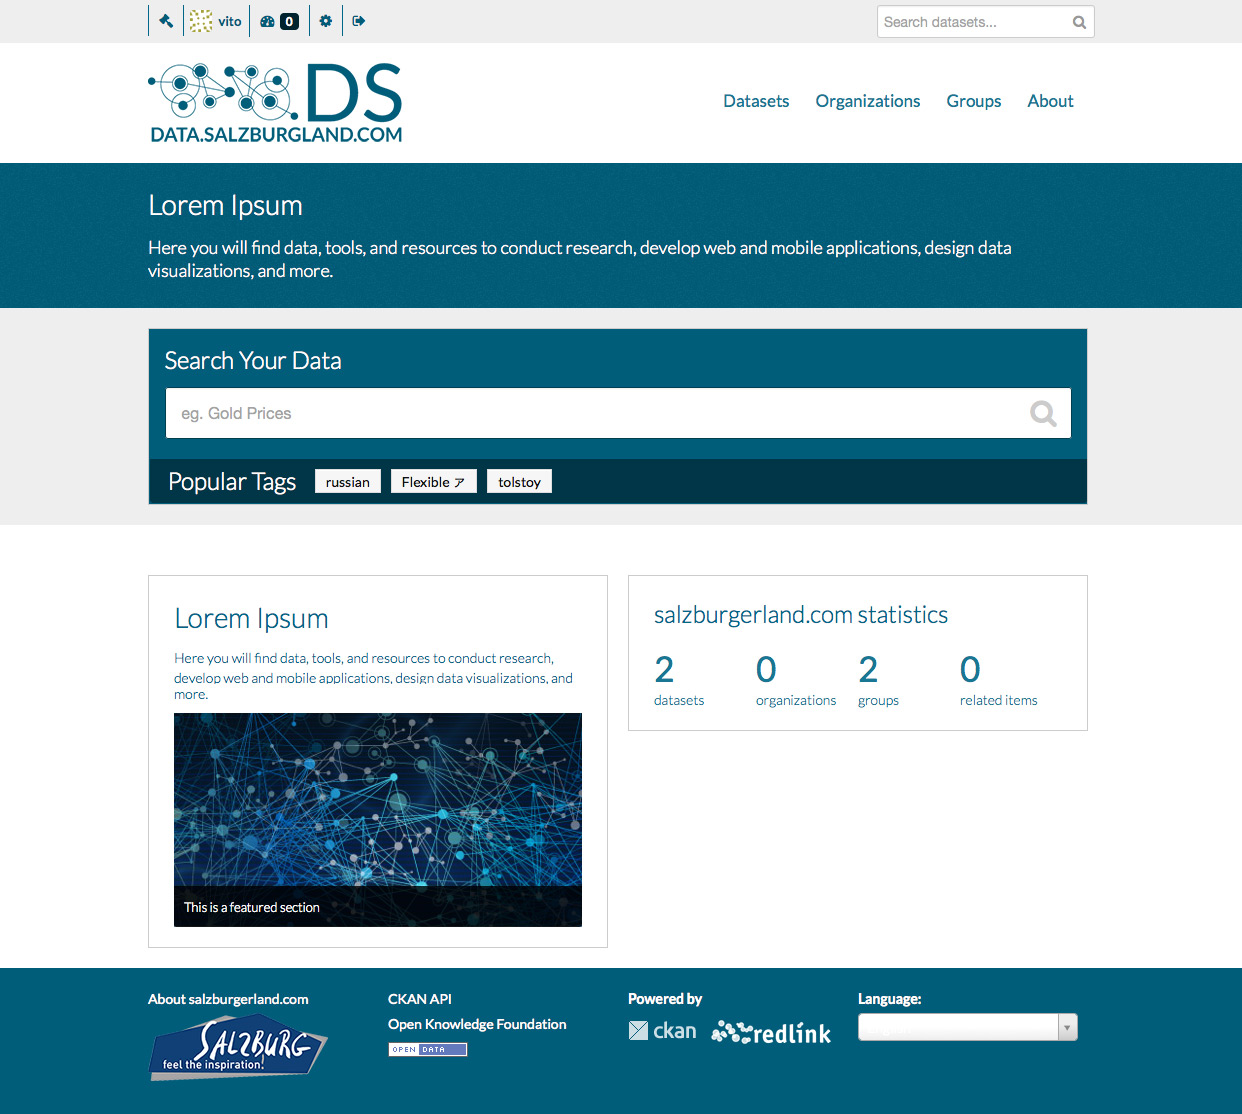 vito
0
Search datasets...
.DS
DATA.SALZBURGLAND.COM
Datasets
Organizations
Groups
About
Lorem Ipsum
Here you will find data, tools, and resources to conduct research, develop web and mobile applications, design data
visualizations, and more.
Search Your Data
eg. Gold Prices
Popular Tags
russian
Flexible ア
tolstoy
Lorem Ipsum
Here you will find data, tools, and resources to conduct research,
develop web and mobile applications, design data visualizations, and
more.
This is a featured section
salzburgerland.com statistics
2
0
2
0
datasets
organizations
groups
related items
About salzburgerland.com
SALZBURG
feel the inspiration!
CKAN API
Open Knowledge Foundation
OPEN DATA
Powered by
ckan
redlink
Language: